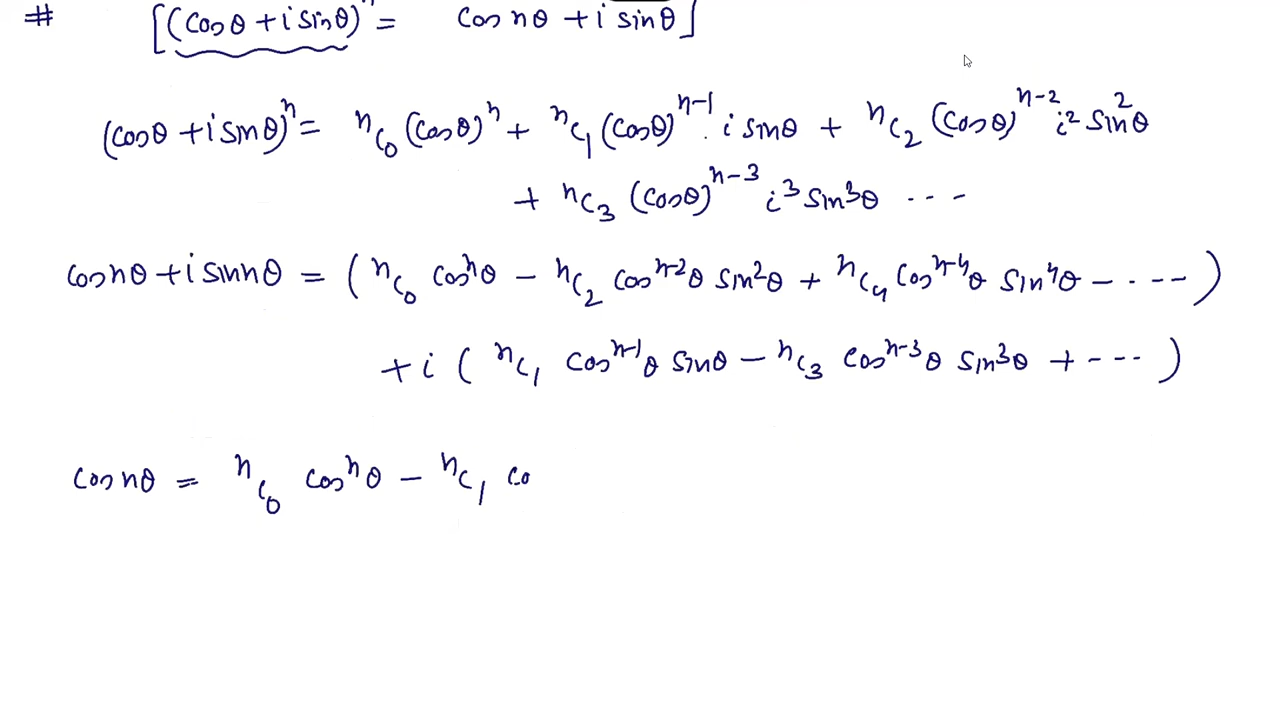 # [(cosθ + i sinθ)ⁿ = cos nθ + i sinθ]
(cosθ + i sinθ)ⁿ = ⁿC₀ (cosθ)ⁿ + ⁿC₁ (cosθ)ⁿ⁻¹ . i sinθ + ⁿC₂ (cosθ)ⁿ⁻² i² sin²θ
+ ⁿC₃ (cosθ)ⁿ⁻³ i³ sin³θ ---
cos nθ + i sin nθ = (ⁿC₀ cosⁿθ − ⁿC₂ cosⁿ⁻²θ sin²θ + ⁿC₄ cosⁿ⁻⁴θ sin⁴θ − ----)
+ i (ⁿC₁ cosⁿ⁻¹θ sinθ − ⁿC₃ cosⁿ⁻³θ sin³θ + ---)
cos nθ = ⁿC₀ cosⁿθ − ⁿC₁ co